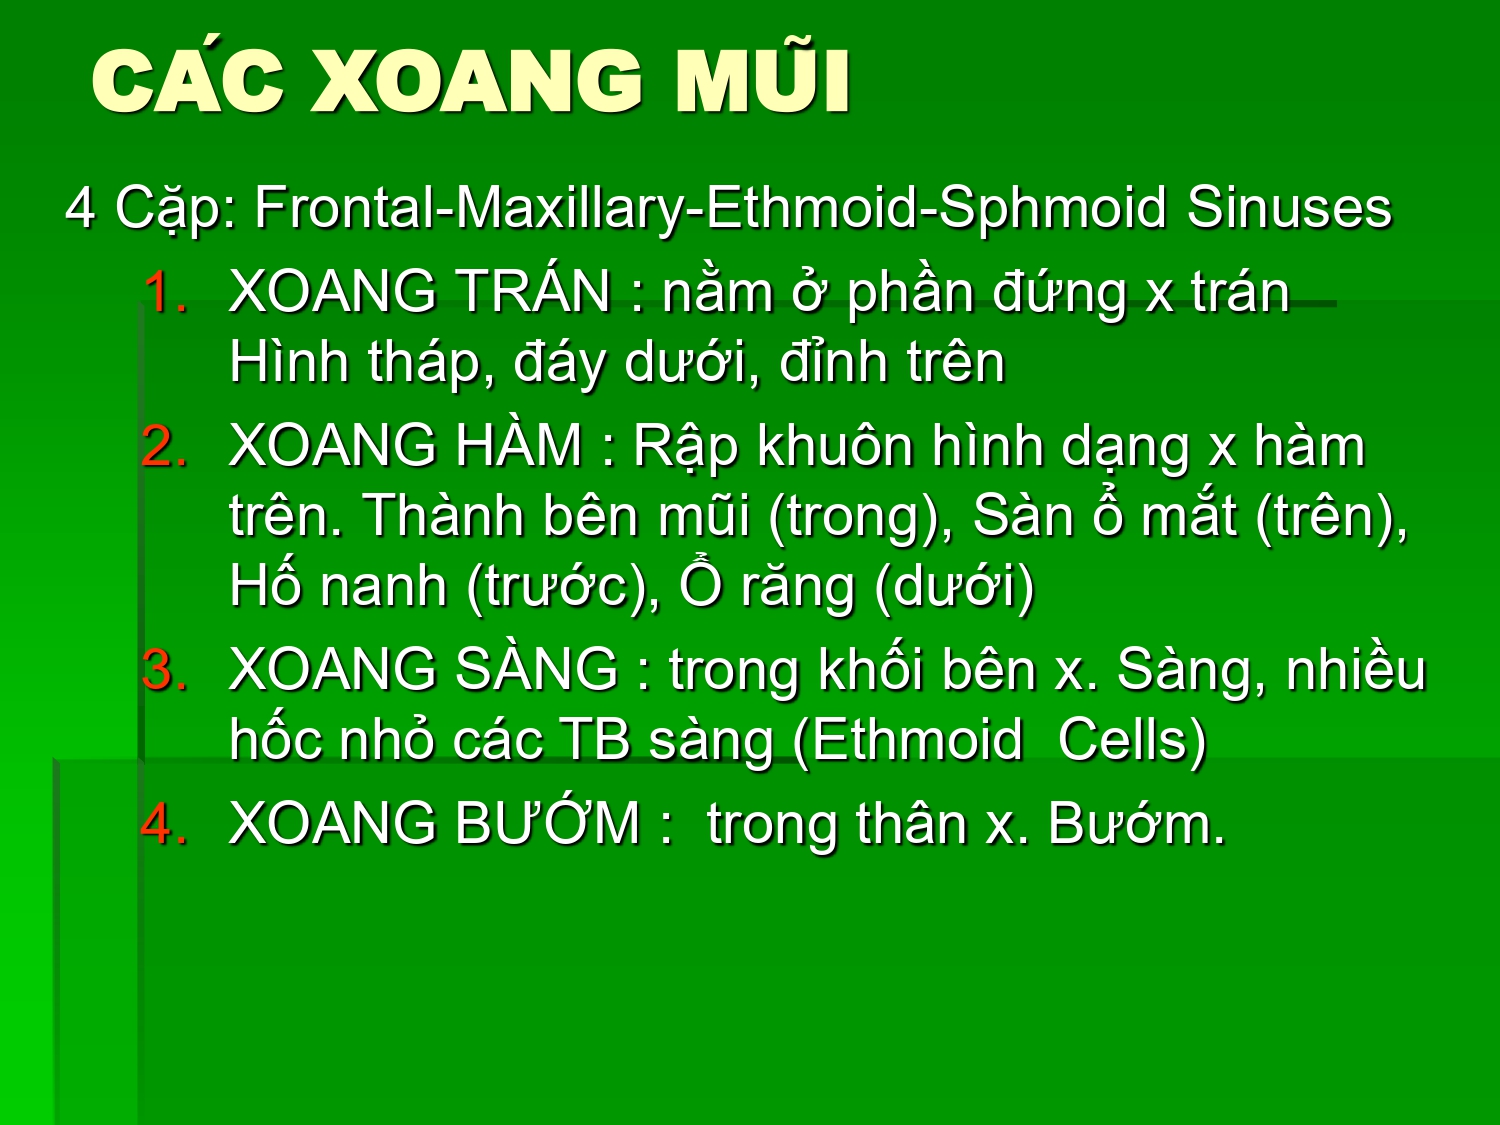 CÁC XOANG MŨI
4 Cặp: Frontal-Maxillary-Ethmoid-Sphmoid Sinuses
1. XOANG TRÁN : nằm ở phần đứng x trán
Hình tháp, đáy dưới, đỉnh trên
2. XOANG HÀM : Rập khuôn hình dạng x hàm
trên. Thành bên mũi (trong), Sàn ổ mắt (trên),
Hố nanh (trước), Ổ răng (dưới)
3. XOANG SÀNG : trong khối bên x. Sàng, nhiều
hốc nhỏ các TB sàng (Ethmoid  Cells)
4. XOANG BƯỚM :  trong thân x. Bướm.